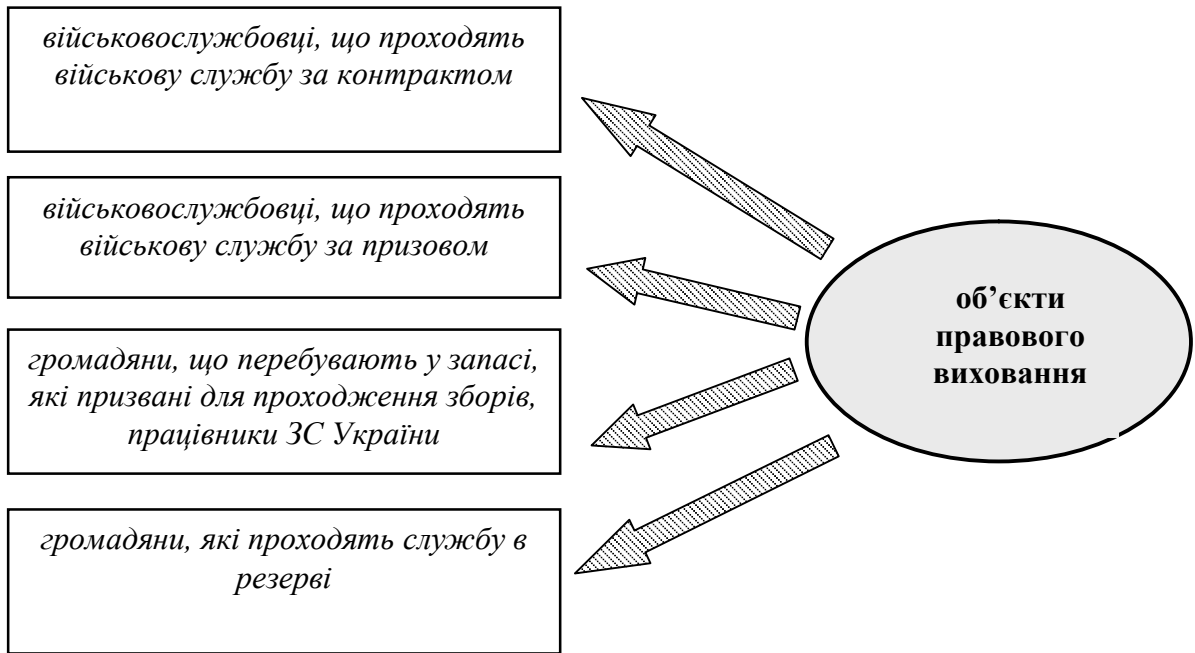 військовослужбовці, що проходять
військову службу за контрактом
військовослужбовці, що проходять
військову службу за призовом
громадяни, що перебувають у запасі,
які призвані для проходження зборів,
працівники ЗС України
громадяни, які проходять службу в
резерві
об’єкти
правового
виховання